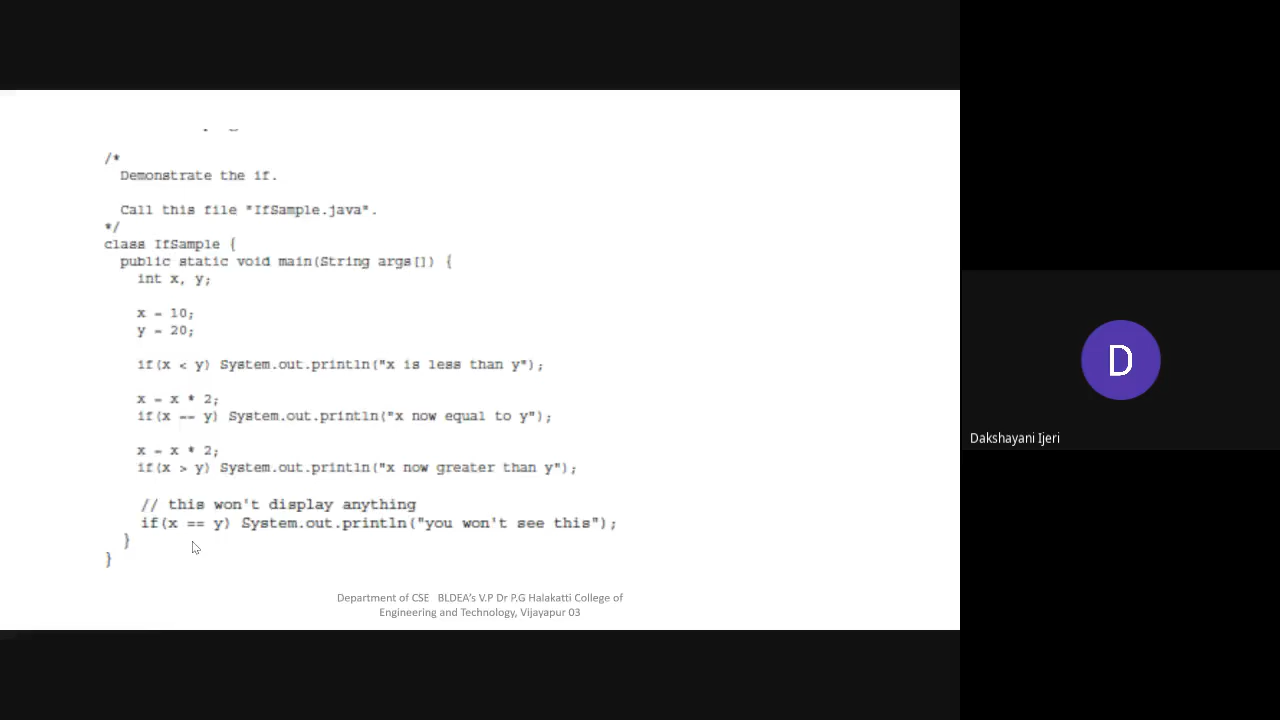 /*
Demonstrate the if.
Call this file "IfSample.java".
*/
class IfSample {
public static void main(String args[]) {
int x, y;
x = 10;
y = 20;
if(x < y) System.out.println("x is less than y");
x = x * 2;
if(x == y) System.out.println("x now equal to y");
x = x * 2;
if(x > y) System.out.println("x now greater than y");
// this won't display anything
if(x == y) System.out.println("you won't see this");
}
}
Department of CSE BLDEA's V.P Dr P.G Halakatti College of
Engineering and Technology, Vijayapur 03
D
Dakshayani Ijeri